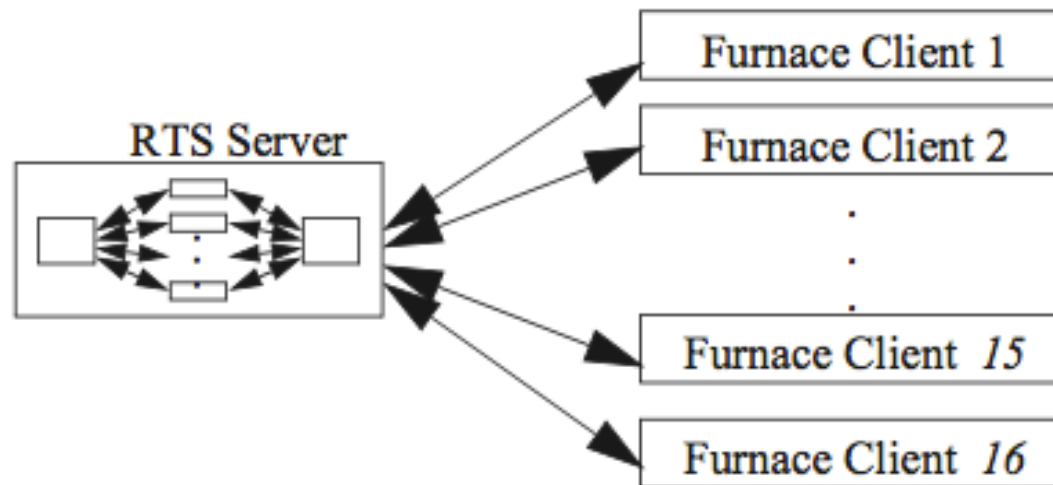 Furnace Client 1
RTS Server
Furnace Client 2
Furnace Client 15
Furnace Client 16